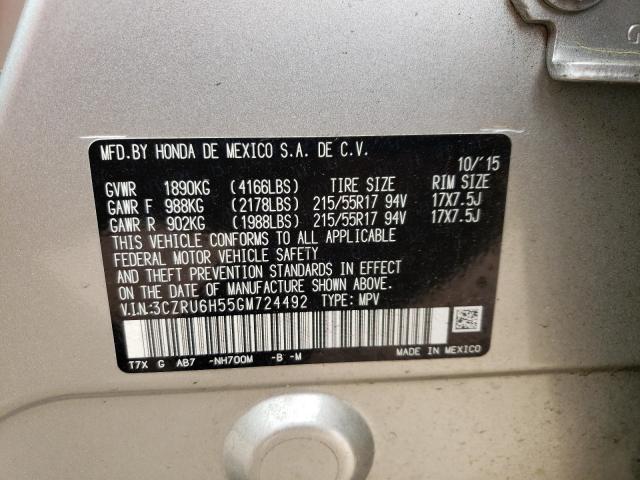 MFD.BY HONDA DE MEXICO S.A. DE C.V.
10/'15
GVWR 1890KG (4166LBS) TIRE SIZE RIM SIZE
GAWR F 988KG (2178LBS) 215/55R17 94V 17X7.5J
GAWR R 902KG (1988LBS) 215/55R17 94V 17X7.5J
THIS VEHICLE CONFORMS TO ALL APPLICABLE
FEDERAL MOTOR VEHICLE SAFETY
AND THEFT PREVENTION STANDARDS IN EFFECT
ON THE DATE OF MANUFACTURE SHOWN ABOVE.
V.I.N.:3CZRU6H55GM724492 TYPE: MPV
T7X G AB7 -NH700M -B -M MADE IN MEXICO